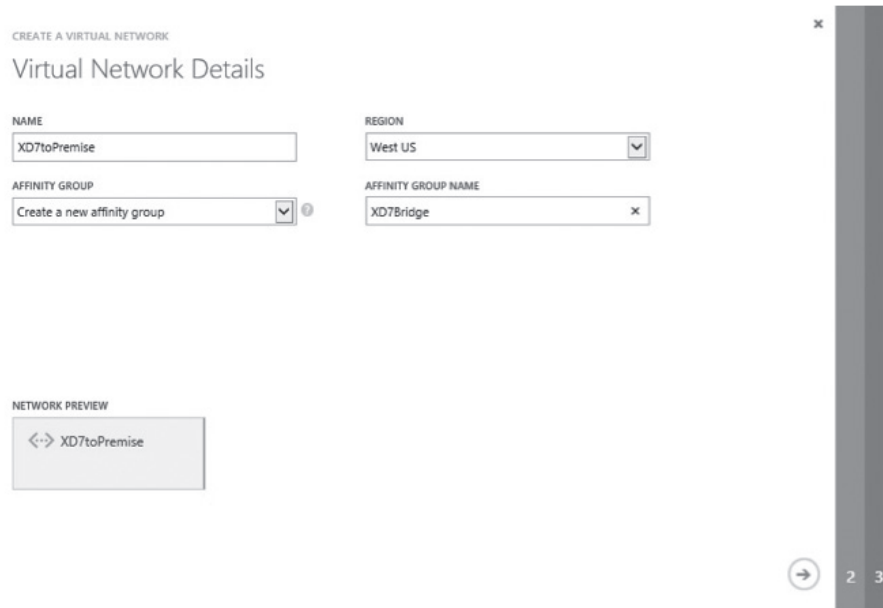 CREATE A VIRTUAL NETWORK
Virtual Network Details
NAME
XD7toPremise
REGION
West US
AFFINITY GROUP
Create a new affinity group
AFFINITY GROUP NAME
XD7Bridge
NETWORK PREVIEW
XD7toPremise
2 3